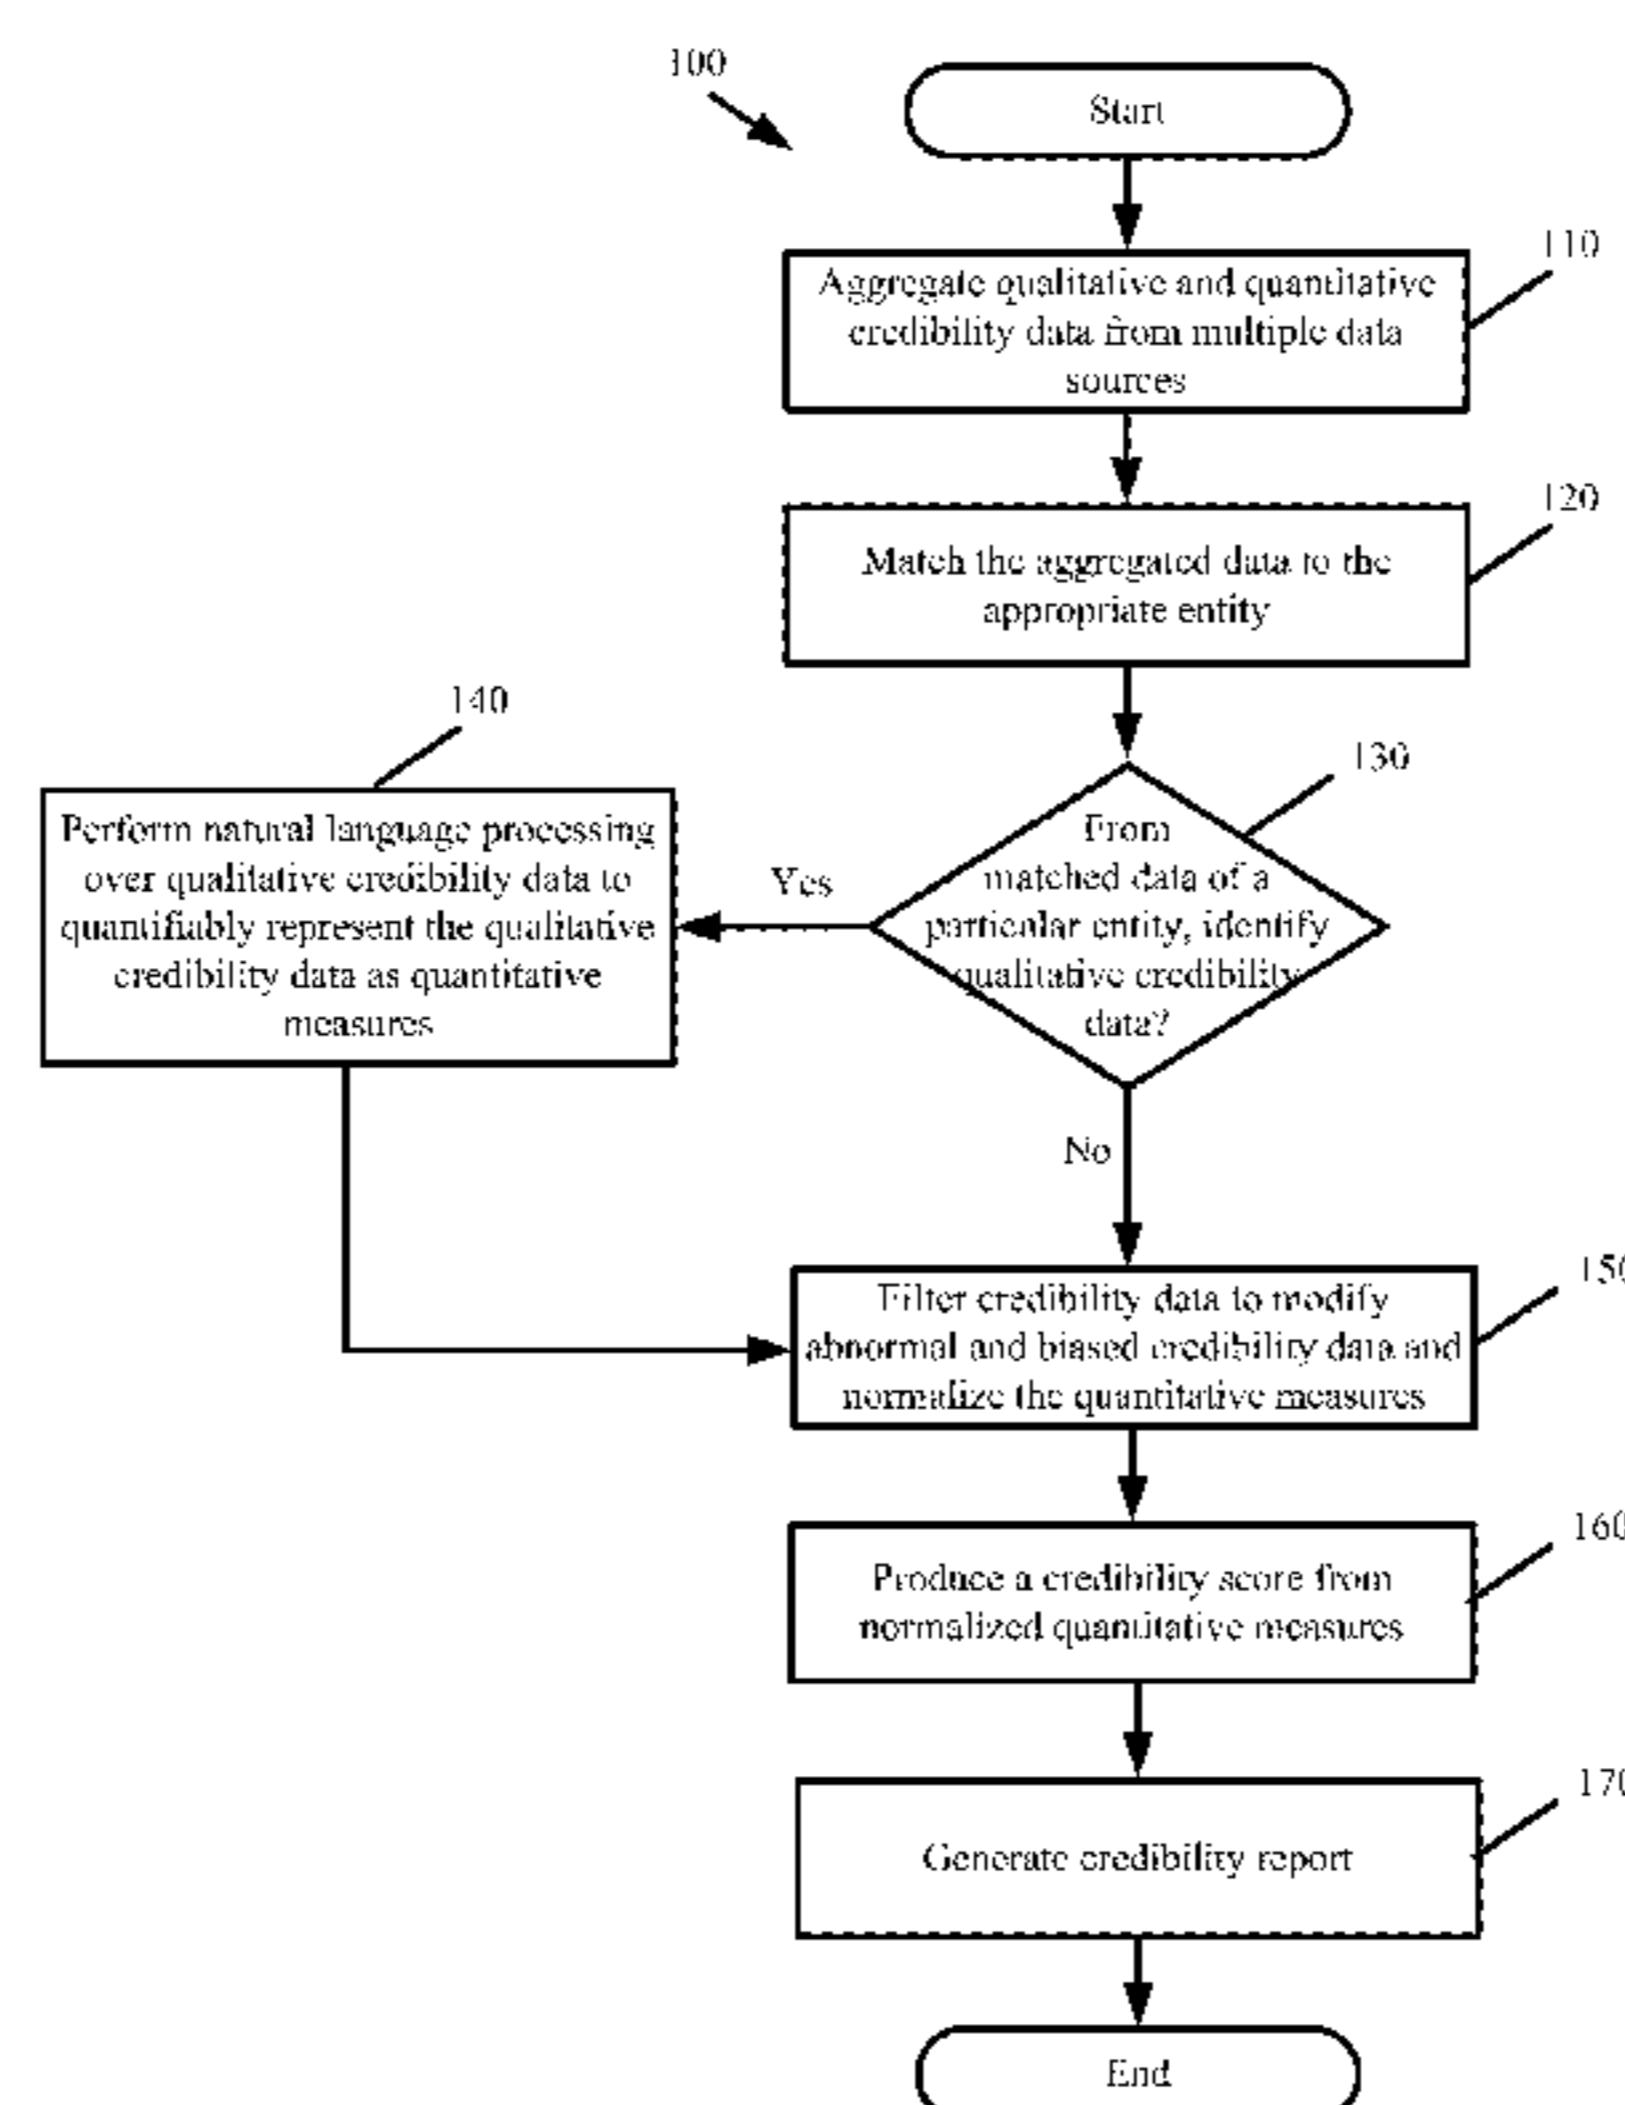 100
Start
110
Aggregate qualitative and quantitative
credibility data from multiple data
sources
120
Match the aggregated data to the
appropriate entity
130
From
matched data of a
particular entity, identify
qualitative credibility
data?
140
Perform natural language processing
over qualitative credibility data to
quantifiably represent the qualitative
credibility data as quantitative
measures
Yes
No
150
Filter credibility data to modify
abnormal and biased credibility data and
normalize the quantitative measures
160
Produce a credibility score from
normalized quantitative measures
170
Generate credibility report
End